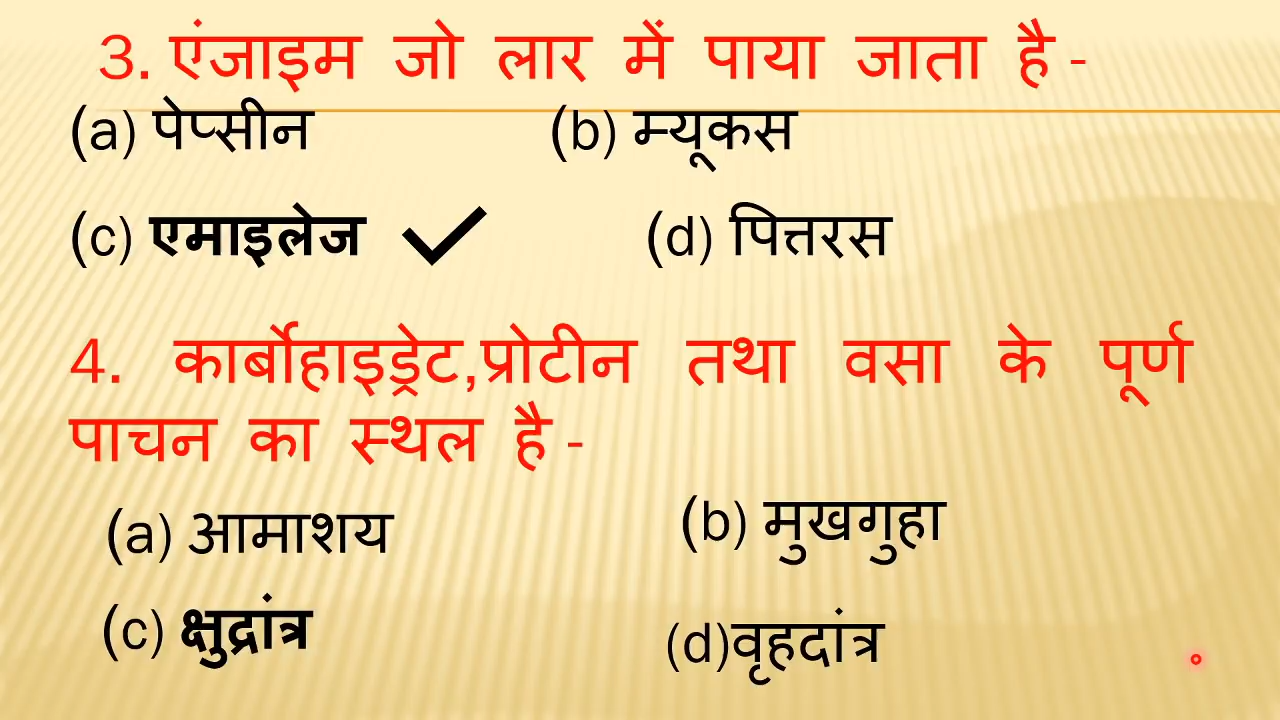 3. एंजाइम जो लार में पाया जाता है -
(a) पेप्सीन (b) म्यूकस
(c) एमाइलेज (d) पित्तरस
4. कार्बोहाइड्रेट,प्रोटीन तथा वसा के पूर्ण
पाचन का स्थल है -
(a) आमाशय (b) मुखगुहा
(c) क्षुद्रांत्र (d)वृहदांत्र